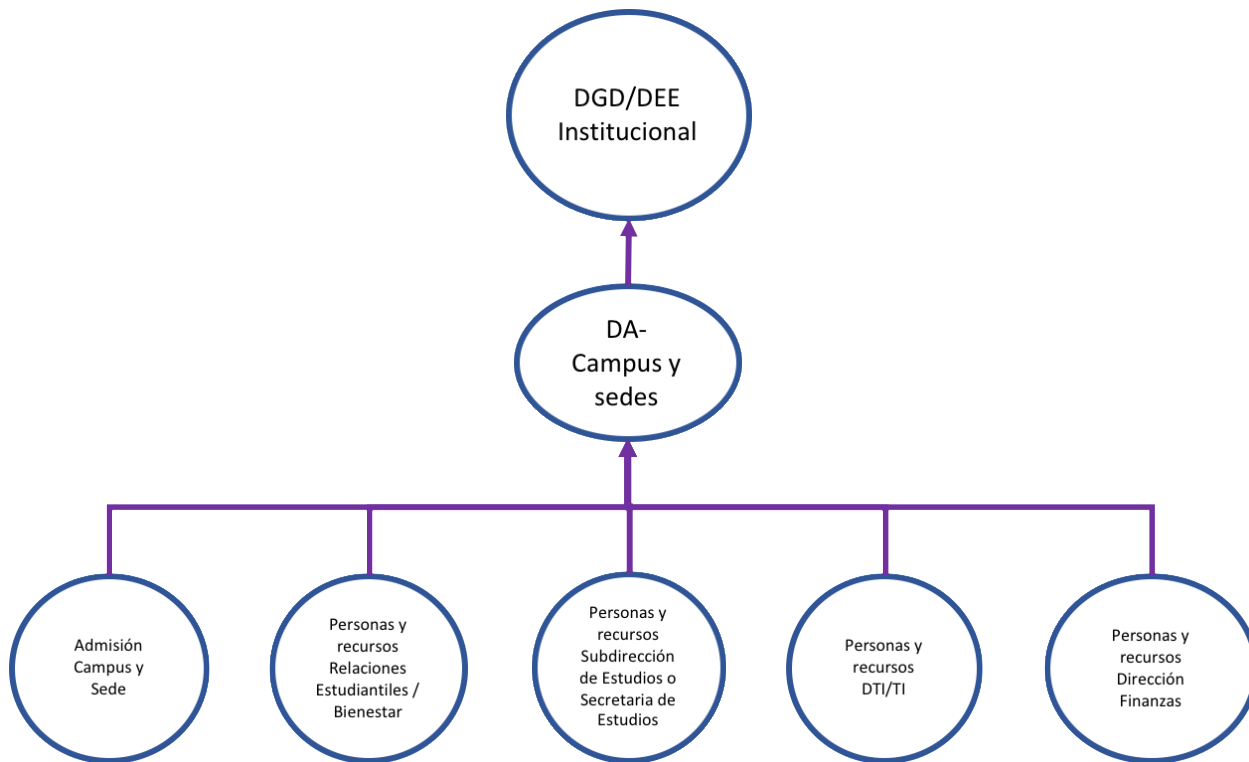 DGD/DEE
Institucional
DA-
Campus y
sedes
Admisión
Campus y
Sede
Personas y
recursos
Relaciones
Estudiantiles /
Bienestar
Personas y
recursos
Subdirección
de Estudios o
Secretaria de
Estudios
Personas y
recursos
DTI/TI
Personas y
recursos
Dirección
Finanzas